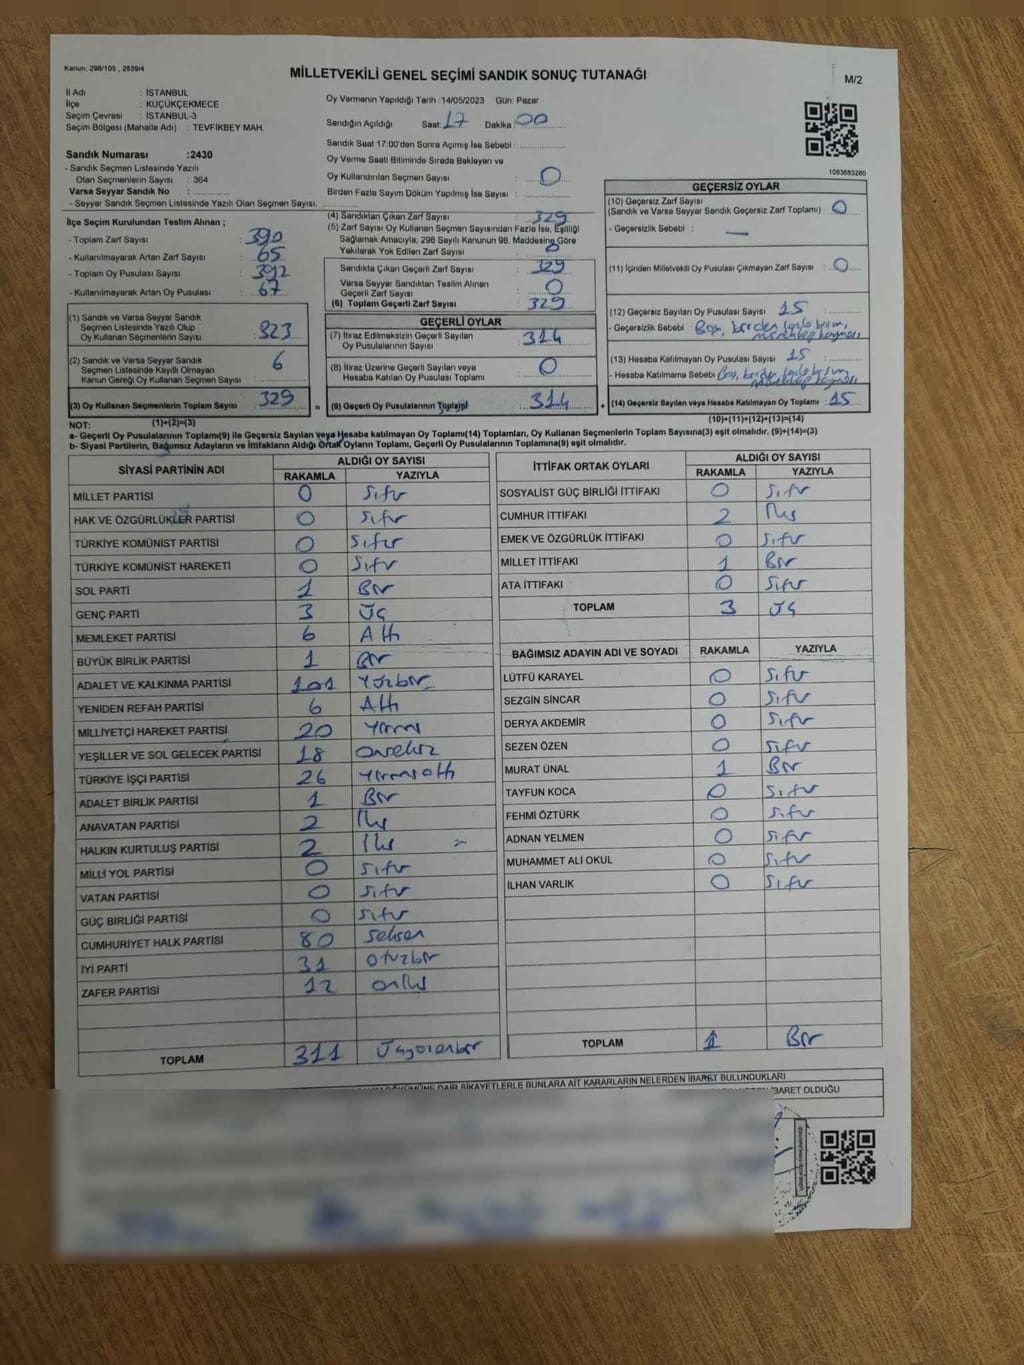 Kanun: 298/105 , 2839/4
MİLLETVEKİLİ GENEL SEÇİMİ SANDIK SONUÇ TUTANAĞI
M/2
İl Adı : İSTANBUL
İlçe : KÜÇÜKÇEKMECE
Seçim Çevresi : İSTANBUL-3
Seçim Bölgesi (Mahalle Adı) : TEVFİKBEY MAH.
Sandık Numarası :2430
- Sandık Seçmen Listesinde Yazılı
Olan Seçmenlerin Sayısı : 364
Varsa Seyyar Sandık No :
- Seyyar Sandık Seçmen Listesinde Yazılı Olan Seçmen Sayısı:
Oy Vermenin Yapıldığı Tarih :14/05/2023 Gün: Pazar
Sandığın Açıldığı Saat: 17 Dakika: 00
Sandık Saat 17:00'den Sonra Açımış İse Sebebi:
Oy Verme Saati Bitiminde Sırada Bekleyen ve
Oy Kullandırılan Seçmen Sayısı : 0
Birden Fazla Sayım Döküm Yapılmış İse Sayısı :
1083683280
İlçe Seçim Kurulundan Teslim Alınan ;
- Toplam Zarf Sayısı : 390
- Kullanılmayarak Artan Zarf Sayısı : 65
- Toplam Oy Pusulası Sayısı : 392
- Kullanılmayarak Artan Oy Pusulası : 67
(1) Sandık ve Varsa Seyyar Sandık
Seçmen Listesinde Yazılı Olup
Oy Kullanan Seçmenlerin Sayısı : 323
(2) Sandık ve Varsa Seyyar Sandık
Seçmen Listesinde Kayıtlı Olmayan
Kanun Gereği Oy Kullanan Seçmen Sayısı 6
(3) Oy Kullanan Seçmenlerin Toplam Sayısı 329
(4) Sandıktan Çıkan Zarf Sayısı : 329
(5) Zarf Sayısı Oy Kullanan Seçmen Sayısından Fazla İse, Eşitliği
Sağlamak Amacıyla, 298 Sayılı Kanunun 98. Maddesine Göre
Yakılarak Yok Edilen Zarf Sayısı : 0
Sandıkta Çıkan Geçerli Zarf Sayısı : 329
Varsa Seyyar Sandıktan Teslim Alınan
Geçerli Zarf Sayısı : 0
(6) Toplam Geçerli Zarf Sayısı : 329
GEÇERLİ OYLAR
(7) İtiraz Edilmeksizin Geçerli Sayılan
Oy Pusulalarının Sayısı : 314
(8) İtiraz Üzerine Geçerli Sayılan veya
Hesaba Katılan Oy Pusulası Toplamı : 0
= (9) Geçerli Oy Pusulalarının Toplamı : 314
GEÇERSİZ OYLAR
(10) Geçersiz Zarf Sayısı
(Sandık ve Varsa Seyyar Sandık Geçersiz Zarf Toplamı) : 0
- Geçersizlik Sebebi : —
(11) İçinden Milletvekili Oy Pusulası Çıkmayan Zarf Sayısı : 0
(12) Geçersiz Sayılan Oy Pusulası Sayısı : 15
- Geçersizlik Sebebi : Boş, birden fazla basım,
(13) Hesaba Katılmayan Oy Pusulası Sayısı : 15
- Hesaba Katılmama Sebebi : Boş, birden fazla basım
+ (14) Geçersiz Sayılan veya Hesaba Katılmayan Oy Toplamı : 15
NOT: (1)+(2)=(3)
(10)+(11)+(12)+(13)=(14)
a- Geçerli Oy Pusulalarının Toplamı(9) ile Geçersiz Sayılan veya Hesaba katılmayan Oy Toplamı(14) Toplamları, Oy Kullanan Seçmenlerin Toplam Sayısına(3) eşit olmalıdır. (9)+(14)=(3)
b- Siyasi Partilerin, Bağımsız Adayların ve İttifakların Aldığı Ortak Oyların Toplamı, Geçerli Oy Pusulalarının Toplamına(9) eşit olmalıdır.
SİYASİ PARTİNİN ADI ALDIĞI OY SAYISI
RAKAMLA YAZIYLA
MİLLET PARTİSİ 0 Sıfır
HAK VE ÖZGÜRLÜKLER PARTİSİ 0 Sıfır
TÜRKİYE KOMÜNİST PARTİSİ 0 Sıfır
TÜRKİYE KOMÜNİST HAREKETİ 0 Sıfır
SOL PARTİ 1 Bir
GENÇ PARTİ 3 Üç
MEMLEKET PARTİSİ 6 Altı
BÜYÜK BİRLİK PARTİSİ 1 Bir
ADALET VE KALKINMA PARTİSİ 101 Yüzbir
YENİDEN REFAH PARTİSİ 6 Altı
MİLLİYETÇİ HAREKET PARTİSİ 20 Yirmi
YEŞİLLER VE SOL GELECEK PARTİSİ 18 Onsekiz
TÜRKİYE İŞÇİ PARTİSİ 26 Yirmialtı
ADALET BİRLİK PARTİSİ 1 Bir
ANAVATAN PARTİSİ 2 İki
HALKIN KURTULUŞ PARTİSİ 2 İki
MİLLİ YOL PARTİSİ 0 Sıfır
VATAN PARTİSİ 0 Sıfır
GÜÇ BİRLİĞİ PARTİSİ 0 Sıfır
CUMHURİYET HALK PARTİSİ 80 Seksen
İYİ PARTİ 31 Otuzbir
ZAFER PARTİSİ 12 Oniki
TOPLAM 311 Üçyüzonbir
İTTİFAK ORTAK OYLARI ALDIĞI OY SAYISI
RAKAMLA YAZIYLA
SOSYALİST GÜÇ BİRLİĞİ İTTİFAKI 0 Sıfır
CUMHUR İTTİFAKI 2 İki
EMEK VE ÖZGÜRLÜK İTTİFAKI 0 Sıfır
MİLLET İTTİFAKI 1 Bir
ATA İTTİFAKI 0 Sıfır
TOPLAM 3 Üç
BAĞIMSIZ ADAYIN ADI VE SOYADI RAKAMLA YAZIYLA
LÜTFÜ KARAYEL 0 Sıfır
SEZGİN SİNCAR 0 Sıfır
DERYA AKDEMİR 0 Sıfır
SEZEN ÖZEN 0 Sıfır
MURAT ÜNAL 1 Bir
TAYFUN KOCA 0 Sıfır
FEHMİ ÖZTÜRK 0 Sıfır
ADNAN YELMEN 0 Sıfır
MUHAMMET ALİ OKUL 0 Sıfır
İLHAN VARLIK 0 Sıfır
TOPLAM 1 Bir
DAİR ŞİKAYETLERLE BUNLARA AİT KARARLARIN NELERDEN İBARET BULUNDUKLARI
İBARET OLDUĞU